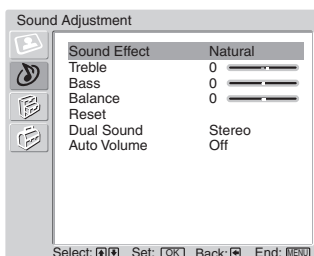 Sound Adjustment
Sound Effect Natural
Treble 0
Bass 0
Balance 0
Reset
Dual Sound Stereo
Auto Volume Off
Select: Set: OK Back: End: MENU